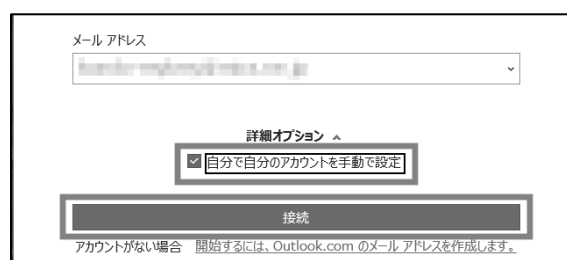 メール アドレス
詳細オプション
自分で自分のアカウントを手動で設定
接続
アカウントがない場合 開始するには、Outlook.com のメール アドレスを作成します。